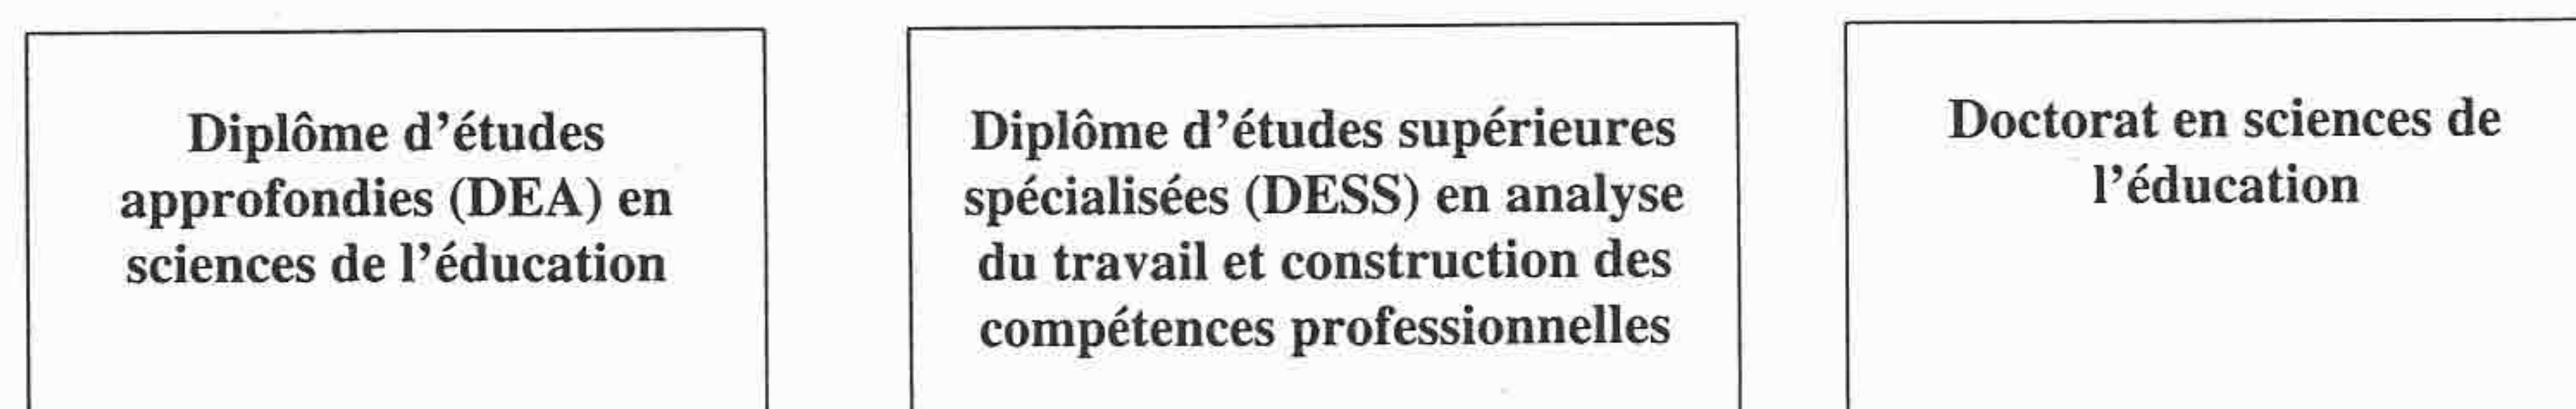 Diplôme d'études
approfondies (DEA) en
sciences de l'éducation
Diplôme d'études supérieures
spécialisées (DESS) en analyse
du travail et construction des
compétences professionnelles
Doctorat en sciences de
l'éducation